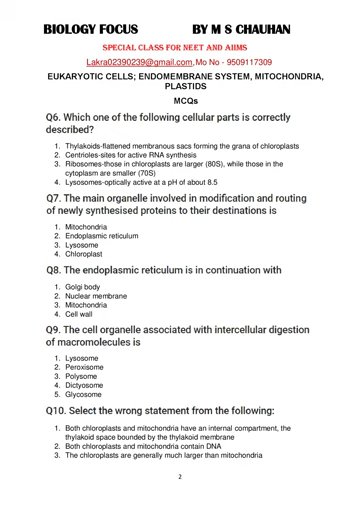 BIOLOGY FOCUS BY M S CHAUHAN
SPECIAL CLASS FOR NEET AND AIIMS
Lakra02390239@gmail.com,Mo No - 9509117309
EUKARYOTIC CELLS; ENDOMEMBRANE SYSTEM, MITOCHONDRIA,
PLASTIDS
MCQs
Q6. Which one of the following cellular parts is correctly
described?
1. Thylakoids-flattened membranous sacs forming the grana of chloroplasts
2. Centrioles-sites for active RNA synthesis
3. Ribosomes-those in chloroplasts are larger (80S), while those in the
cytoplasm are smaller (70S)
4. Lysosomes-optically active at a pH of about 8.5
Q7. The main organelle involved in modification and routing
of newly synthesised proteins to their destinations is
1. Mitochondria
2. Endoplasmic reticulum
3. Lysosome
4. Chloroplast
Q8. The endoplasmic reticulum is in continuation with
1. Golgi body
2. Nuclear membrane
3. Mitochondria
4. Cell wall
Q9. The cell organelle associated with intercellular digestion
of macromolecules is
1. Lysosome
2. Peroxisome
3. Polysome
4. Dictyosome
5. Glycosome
Q10. Select the wrong statement from the following:
1. Both chloroplasts and mitochondria have an internal compartment, the
thylakoid space bounded by the thylakoid membrane
2. Both chloroplasts and mitochondria contain DNA
3. The chloroplasts are generally much larger than mitochondria
2